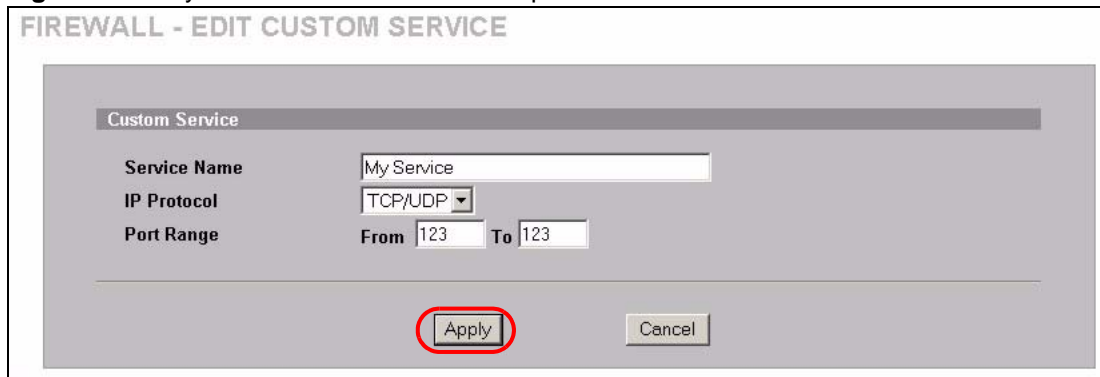 FIREWALL - EDIT CUSTOM SERVICE
Custom Service
Service Name My Service
IP Protocol TCP/UDP
Port Range From 123 To 123
Apply Cancel